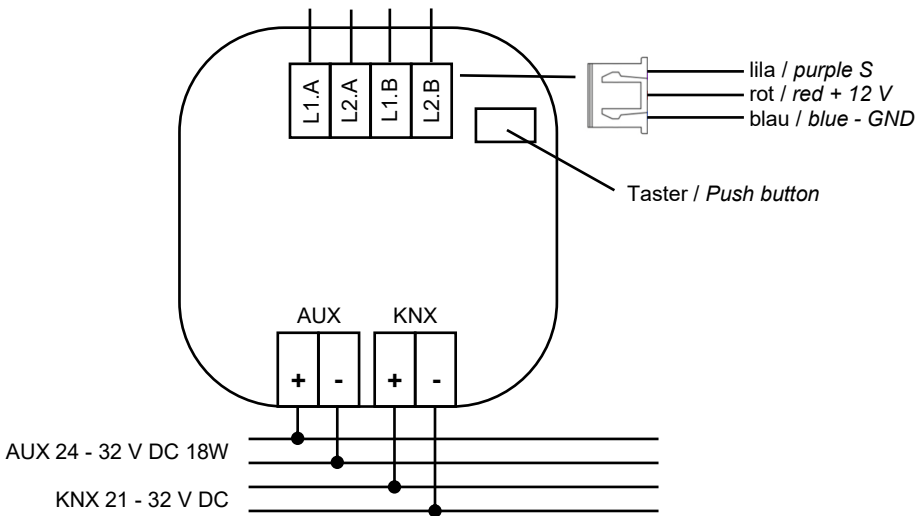 L1.A
L2.A
L1.B
L2.B
lila / purple S
rot / red + 12 V
blau / blue - GND
Taster / Push button
AUX KNX
+ - + -
AUX 24 - 32 V DC 18W
KNX 21 - 32 V DC